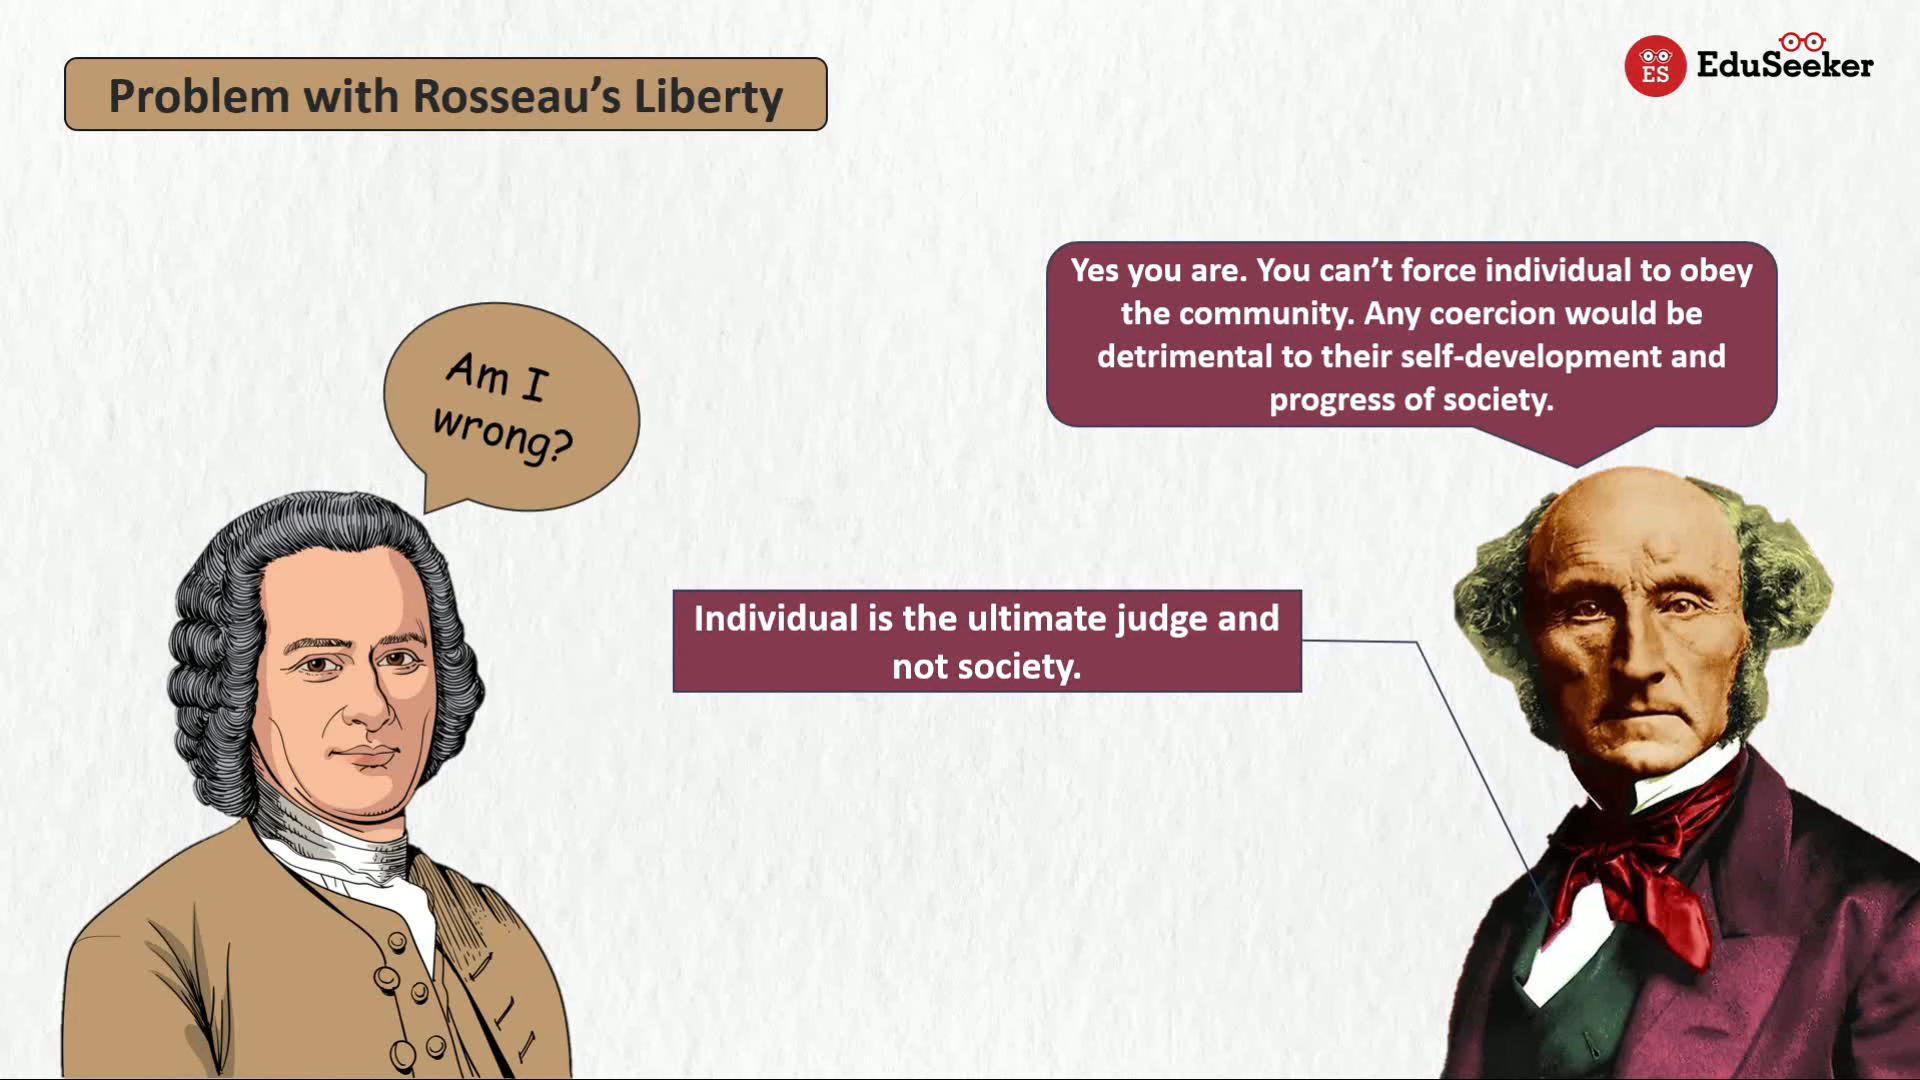 Problem with Rosseau’s Liberty
ES EduSeeker
Yes you are. You can’t force individual to obey
the community. Any coercion would be
detrimental to their self-development and
progress of society.
Am I
wrong?
Individual is the ultimate judge and
not society.